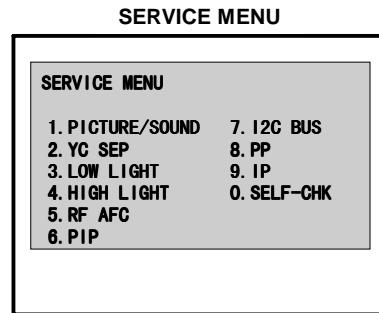 SERVICE MENU
SERVICE MENU
1. PICTURE/SOUND
2. YC SEP
3. LOW LIGHT
4. HIGH LIGHT
5. RF AFC
6. PIP
7. I2C BUS
8. PP
9. IP
0. SELF-CHK